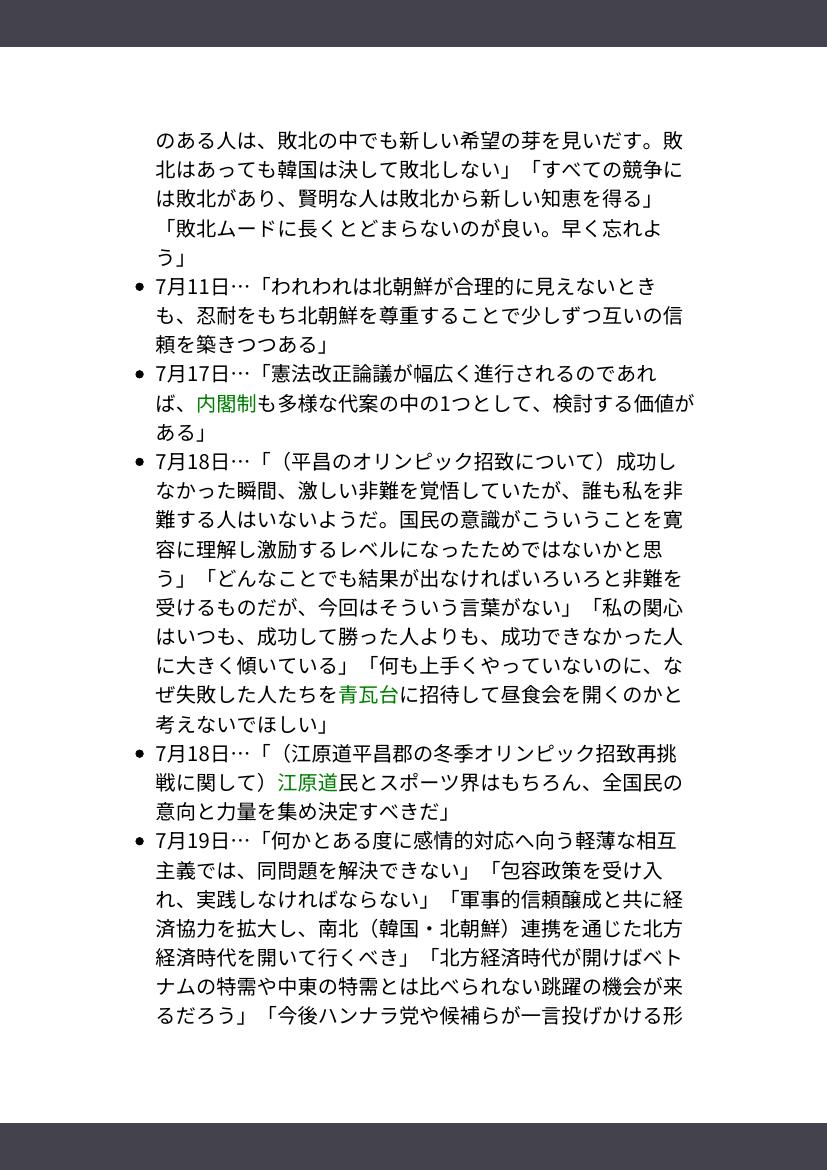 のある人は、敗北の中でも新しい希望の芽を見いだす。敗
北はあっても韓国は決して敗北しない」「すべての競争に
は敗北があり、賢明な人は敗北から新しい知恵を得る」
「敗北ムードに長くとどまらないのが良い。早く忘れよ
う」
• 7月11日…「われわれは北朝鮮が合理的に見えないとき
も、忍耐をもち北朝鮮を尊重することで少しずつ互いの信
頼を築きつつある」
• 7月17日…「憲法改正論議が幅広く進行されるのであれ
ば、内閣制も多様な代案の中の1つとして、検討する価値が
ある」
• 7月18日…「（平昌のオリンピック招致について）成功し
なかった瞬間、激しい非難を覚悟していたが、誰も私を非
難する人はいないようだ。国民の意識がこういうことを寛
容に理解し激励するレベルになったためではないかと思
う」「どんなことでも結果が出なければいろいろと非難を
受けるものだが、今回はそういう言葉がない」「私の関心
はいつも、成功して勝った人よりも、成功できなかった人
に大きく傾いている」「何も上手くやっていないのに、な
ぜ失敗した人たちを青瓦台に招待して昼食会を開くのかと
考えないでほしい」
• 7月18日…「（江原道平昌郡の冬季オリンピック招致再挑
戦に関して）江原道民とスポーツ界はもちろん、全国民の
意向と力量を集め決定すべきだ」
• 7月19日…「何かとある度に感情的対応へ向う軽薄な相互
主義では、同問題を解決できない」「包容政策を受け入
れ、実践しなければならない」「軍事的信頼醸成と共に経
済協力を拡大し、南北（韓国・北朝鮮）連携を通じた北方
経済時代を開いて行くべき」「北方経済時代が開けばベト
ナムの特需や中東の特需とは比べられない跳躍の機会が来
るだろう」「今後ハンナラ党や候補らが一言投げかける形